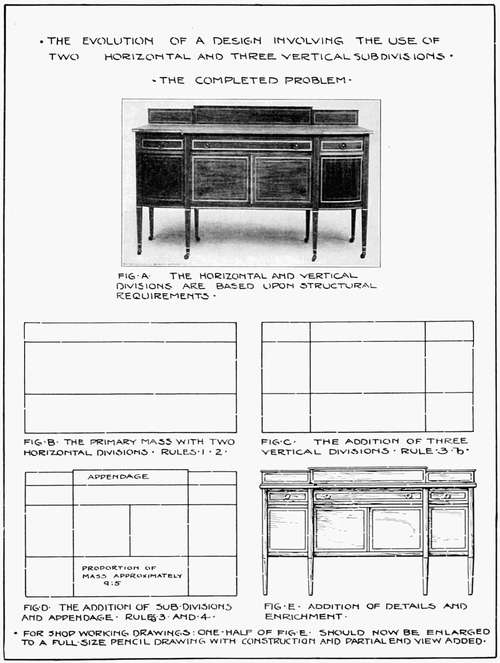 • THE EVOLUTION OF A DESIGN INVOLVING THE USE OF
TWO HORIZONTAL AND THREE VERTICAL SUBDIVISIONS •
• THE COMPLETED PROBLEM •
FIG•A• THE HORIZONTAL AND VERTICAL
DIVISIONS ARE BASED UPON STRUCTURAL
REQUIREMENTS •
FIG•B• THE PRIMARY MASS WITH TWO
HORIZONTAL DIVISIONS • RULES • 1 • 2 •
FIG•C• THE ADDITION OF THREE
VERTICAL DIVISIONS • RULE • 3 • b •
APPENDAGE
PROPORTION OF
MASS APPROXIMATELY
9:5
FIG•D• THE ADDITION OF SUB-DIVISIONS
AND APPENDAGE • RULES 3 AND 4 •
FIG•E• ADDITION OF DETAILS AND
ENRICHMENT •
• FOR SHOP WORKING DRAWINGS: ONE-HALF OF FIG•E• SHOULD NOW BE ENLARGED
TO A FULL-SIZE PENCIL DRAWING WITH CONSTRUCTION AND PARTIAL END VIEW ADDED•